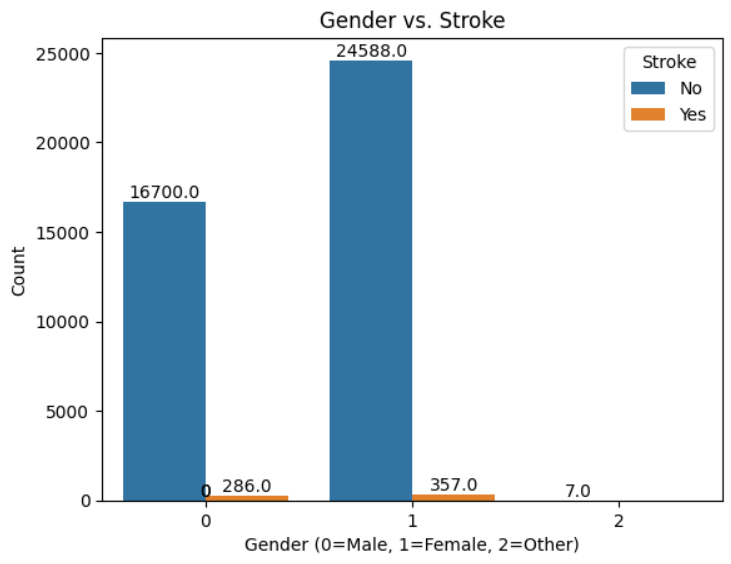 Gender vs. Stroke
24588.0
25000
Stroke
No
Yes
20000
16700.0
15000
Count
10000
5000
0
0
286.0
357.0
7.0
0
1
2
Gender (0=Male, 1=Female, 2=Other)